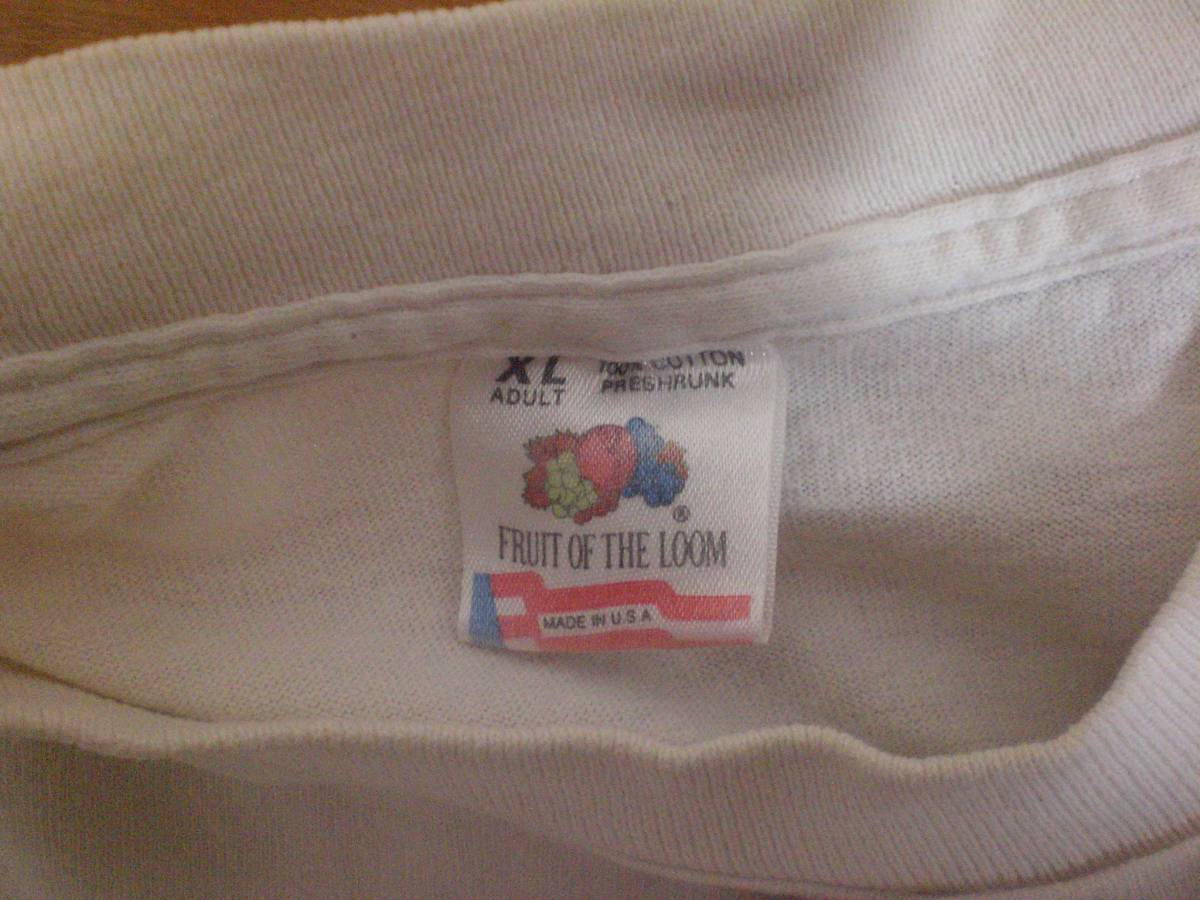 XL 100% COTTON
ADULT PRESHRUNK
®
FRUIT OF THE LOOM
MADE IN U.S.A